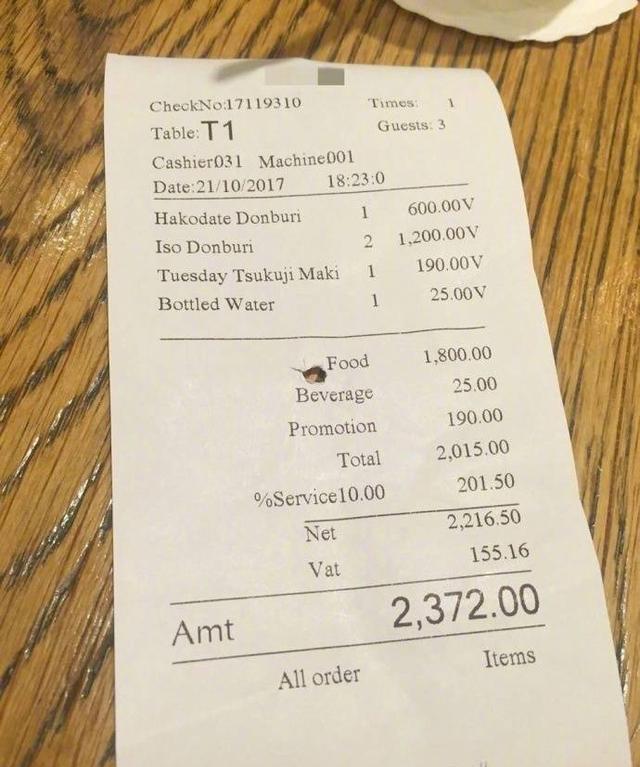 CheckNo:17119310 Times: 1
Table: T1 Guests: 3
Cashier031 Machine001
Date:21/10/2017 18:23:0
Hakodate Donburi 1 600.00V
Iso Donburi 2 1,200.00V
Tuesday Tsukuji Maki 1 190.00V
Bottled Water 1 25.00V
Food 1,800.00
Beverage 25.00
Promotion 190.00
Total 2,015.00
%Service10.00 201.50
Net 2,216.50
Vat 155.16
Amt 2,372.00
All order Items